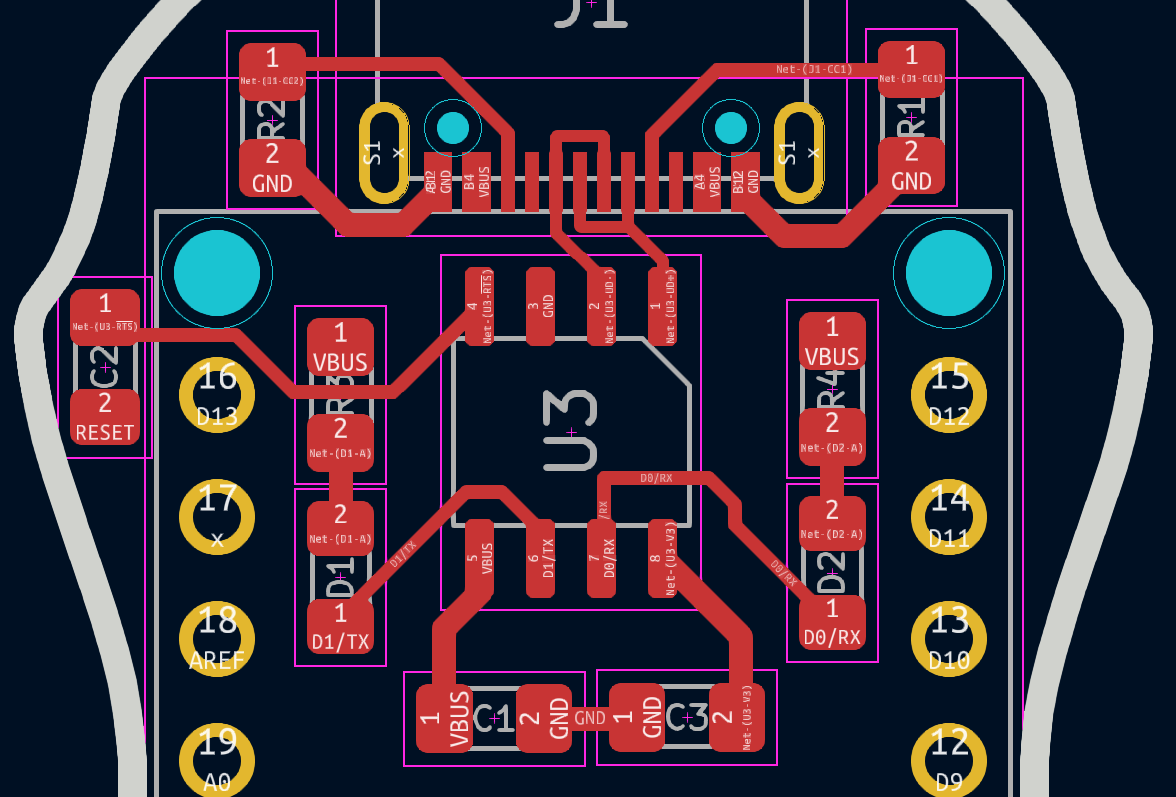 J1
1
Net-(J1-CC2)
R2
2
GND
1
Net-(J1-CC1)
R1
2
GND
Net-(J1-CC1)
S1
x
GND
B4
VBUS
A4
VBUS
GND
S1
x
1
Net-(U3-RTS)
C2
2
RESET
16
D13
17
x
18
AREF
19
A0
1
VBUS
R3
2
Net-(D1-A)
2
Net-(D1-A)
D1
1
D1/TX
D1/TX
4
Net-(U3-RTS)
3
GND
2
Net-(U3-UD-)
1
Net-(U3-UD+)
U3
D0/RX
/RX
5
VBUS
6
D1/TX
7
D0/RX
8
Net-(U3-V3)
D0/RX
1
VBUS
R4
2
Net-(D2-A)
2
Net-(D2-A)
D2
1
D0/RX
15
D12
14
D11
13
D10
12
D9
1
VBUS
C1
2
GND
GND
1
GND
C3
2
Net-(U3-V3)